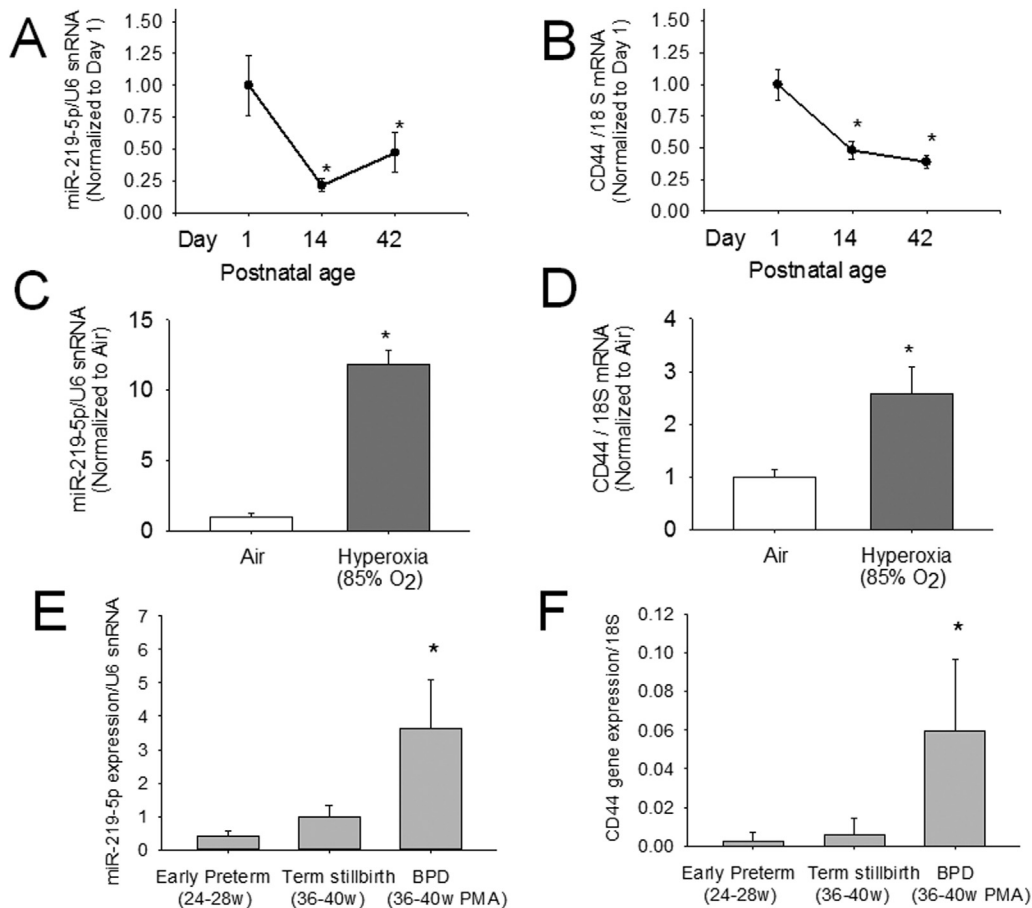 A
miR-219-5p/U6 snRNA
(Normalized to Day 1)
1.50
1.25
1.00
0.75
0.50
0.25
0.00
*
*
Day 1 14 42
Postnatal age
B
CD44 /18 S mRNA
(Normalized to Day 1)
1.50
1.25
1.00
0.75
0.50
0.25
0.00
*
*
Day 1 14 42
Postnatal age
C
miR-219-5p/U6 snRNA
(Normalized to Air)
15
10
5
0
*
Air Hyperoxia
(85% O2)
D
CD44 / 18S mRNA
(Normalized to Air)
4
3
2
1
0
*
Air Hyperoxia
(85% O2)
E
miR-219-5p expression/U6 snRNA
7
6
5
4
3
2
1
0
*
Early Preterm Term stillbirth BPD
(24-28w) (36-40w) (36-40w PMA)
F
CD44 gene expression/18S
0.12
0.10
0.08
0.06
0.04
0.02
0.00
*
Early Preterm Term stillbirth BPD
(24-28w) (36-40w) (36-40w PMA)